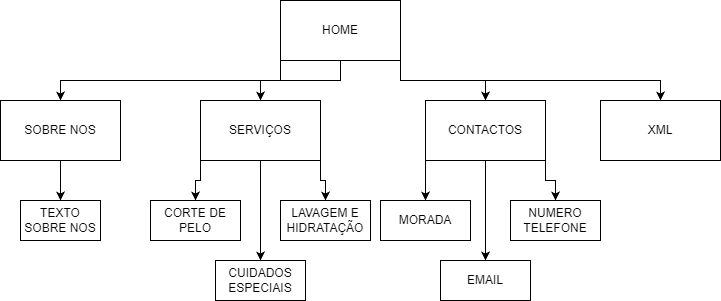 HOME
SOBRE NOS
SERVIÇOS
CONTACTOS
XML
TEXTO
SOBRE NOS
CORTE DE
PELO
LAVAGEM E
HIDRATAÇÃO
MORADA
NUMERO
TELEFONE
CUIDADOS
ESPECIAIS
EMAIL